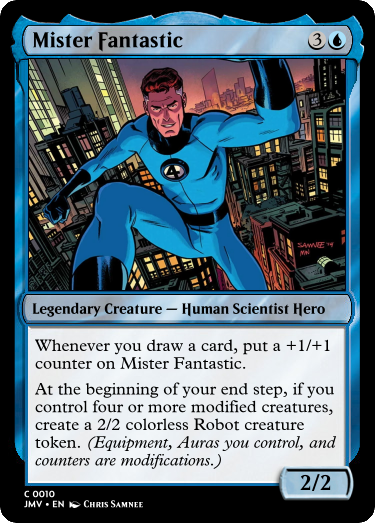 Mister Fantastic 3
4
SAMNEE '19
MW
Legendary Creature — Human Scientist Hero
Whenever you draw a card, put a +1/+1
counter on Mister Fantastic.
At the beginning of your end step, if you
control four or more modified creatures,
create a 2/2 colorless Robot creature
token. (Equipment, Auras you control, and
counters are modifications.)
2/2
C 0010
JMV • EN Chris Samnee